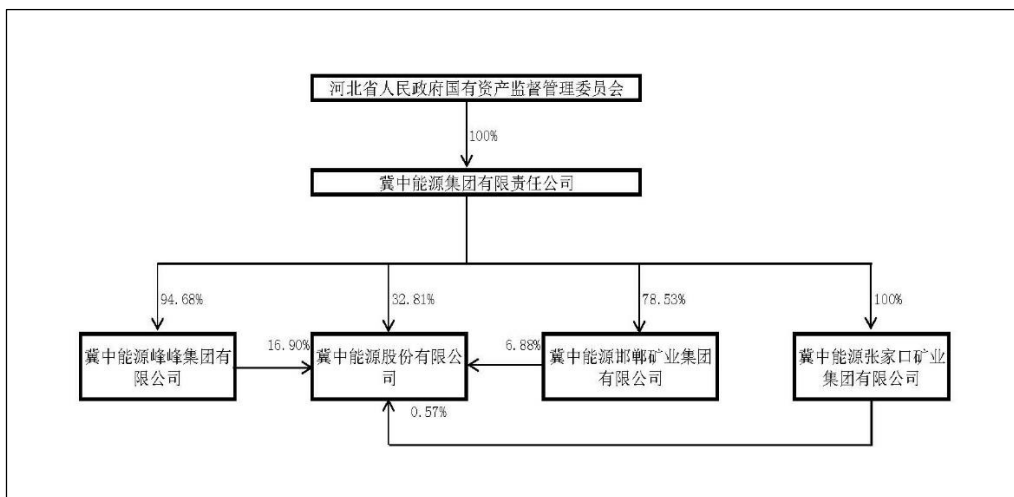 河北省人民政府国有资产监督管理委员会
100%
冀中能源集团有限责任公司
94.68%
32.81%
78.53%
100%
冀中能源峰峰集团有
限公司
16.90%
冀中能源股份有限公
司
6.88%
冀中能源邯郸矿业集团
有限公司
冀中能源张家口矿业
集团有限公司
0.57%